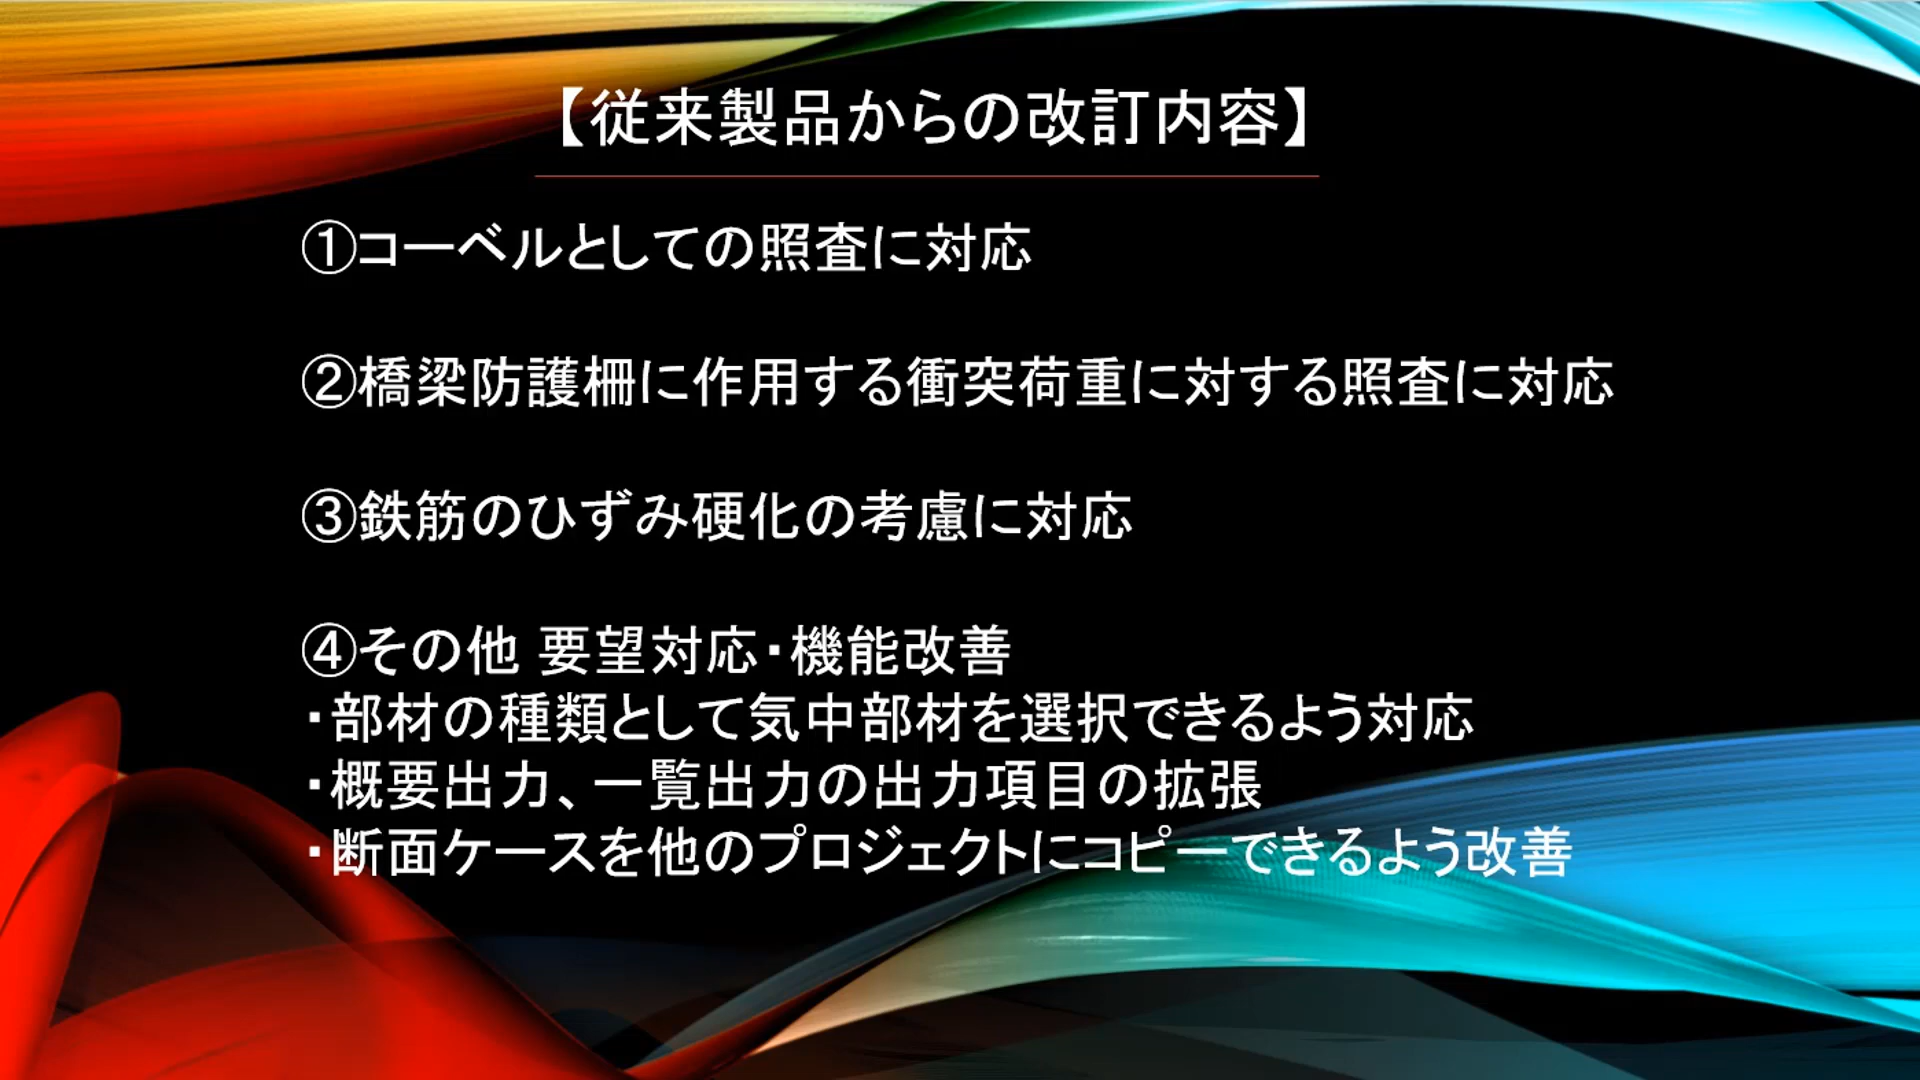 【従来製品からの改訂内容】
①コーベルとしての照査に対応
②橋梁防護柵に作用する衝突荷重に対する照査に対応
③鉄筋のひずみ硬化の考慮に対応
④その他 要望対応・機能改善
・部材の種類として気中部材を選択できるよう対応
・概要出力、一覧出力の出力項目の拡張
・断面ケースを他のプロジェクトにコピーできるよう改善